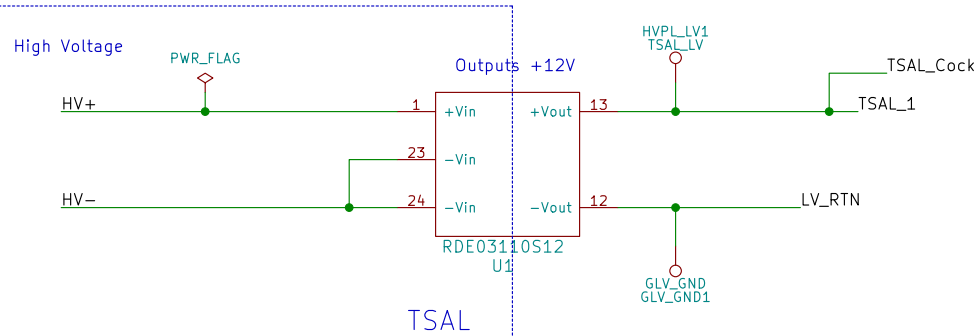 High Voltage
PWR_FLAG
HVPL_LV1
TSAL_LV
Outputs +12V
TSAL_Cock
HV+
1
+Vin
+Vout
13
TSAL_1
23
-Vin
HV-
24
-Vin
-Vout
12
LV_RTN
RDE03110S12
U1
GLV_GND
GLV_GND1
TSAL